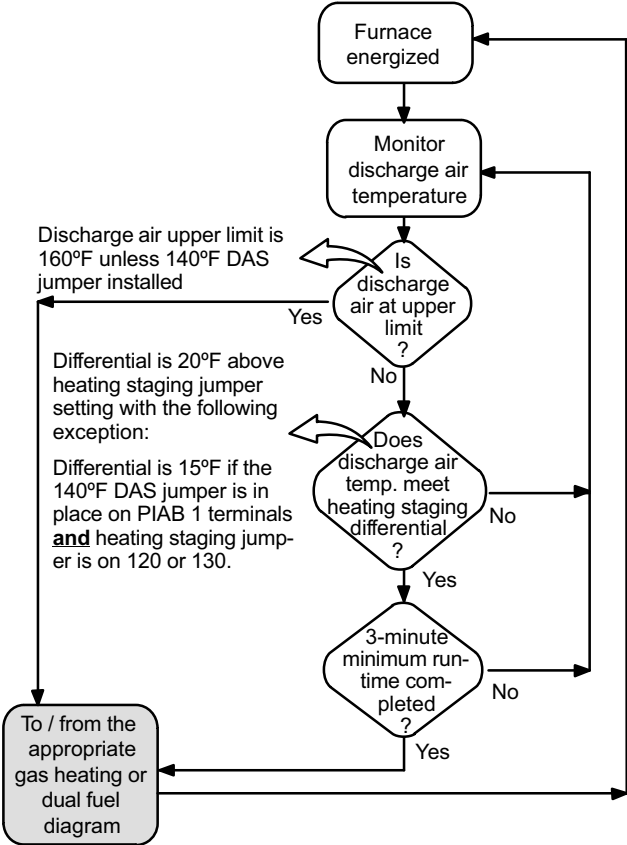 Furnace
energized
Monitor
discharge air
temperature
Discharge air upper limit is
160ºF unless 140ºF DAS
jumper installed
Is
discharge
air at upper
limit
?
Yes
No
Differential is 20ºF above
heating staging jumper
setting with the following
exception:
Differential is 15ºF if the
140ºF DAS jumper is in
place on PIAB 1 terminals
and heating staging jump-
er is on 120 or 130.
Does
discharge air
temp. meet
heating staging
differential
?
No
Yes
3-minute
minimum run-
time com-
pleted
?
No
Yes
To / from the
appropriate
gas heating or
dual fuel
diagram